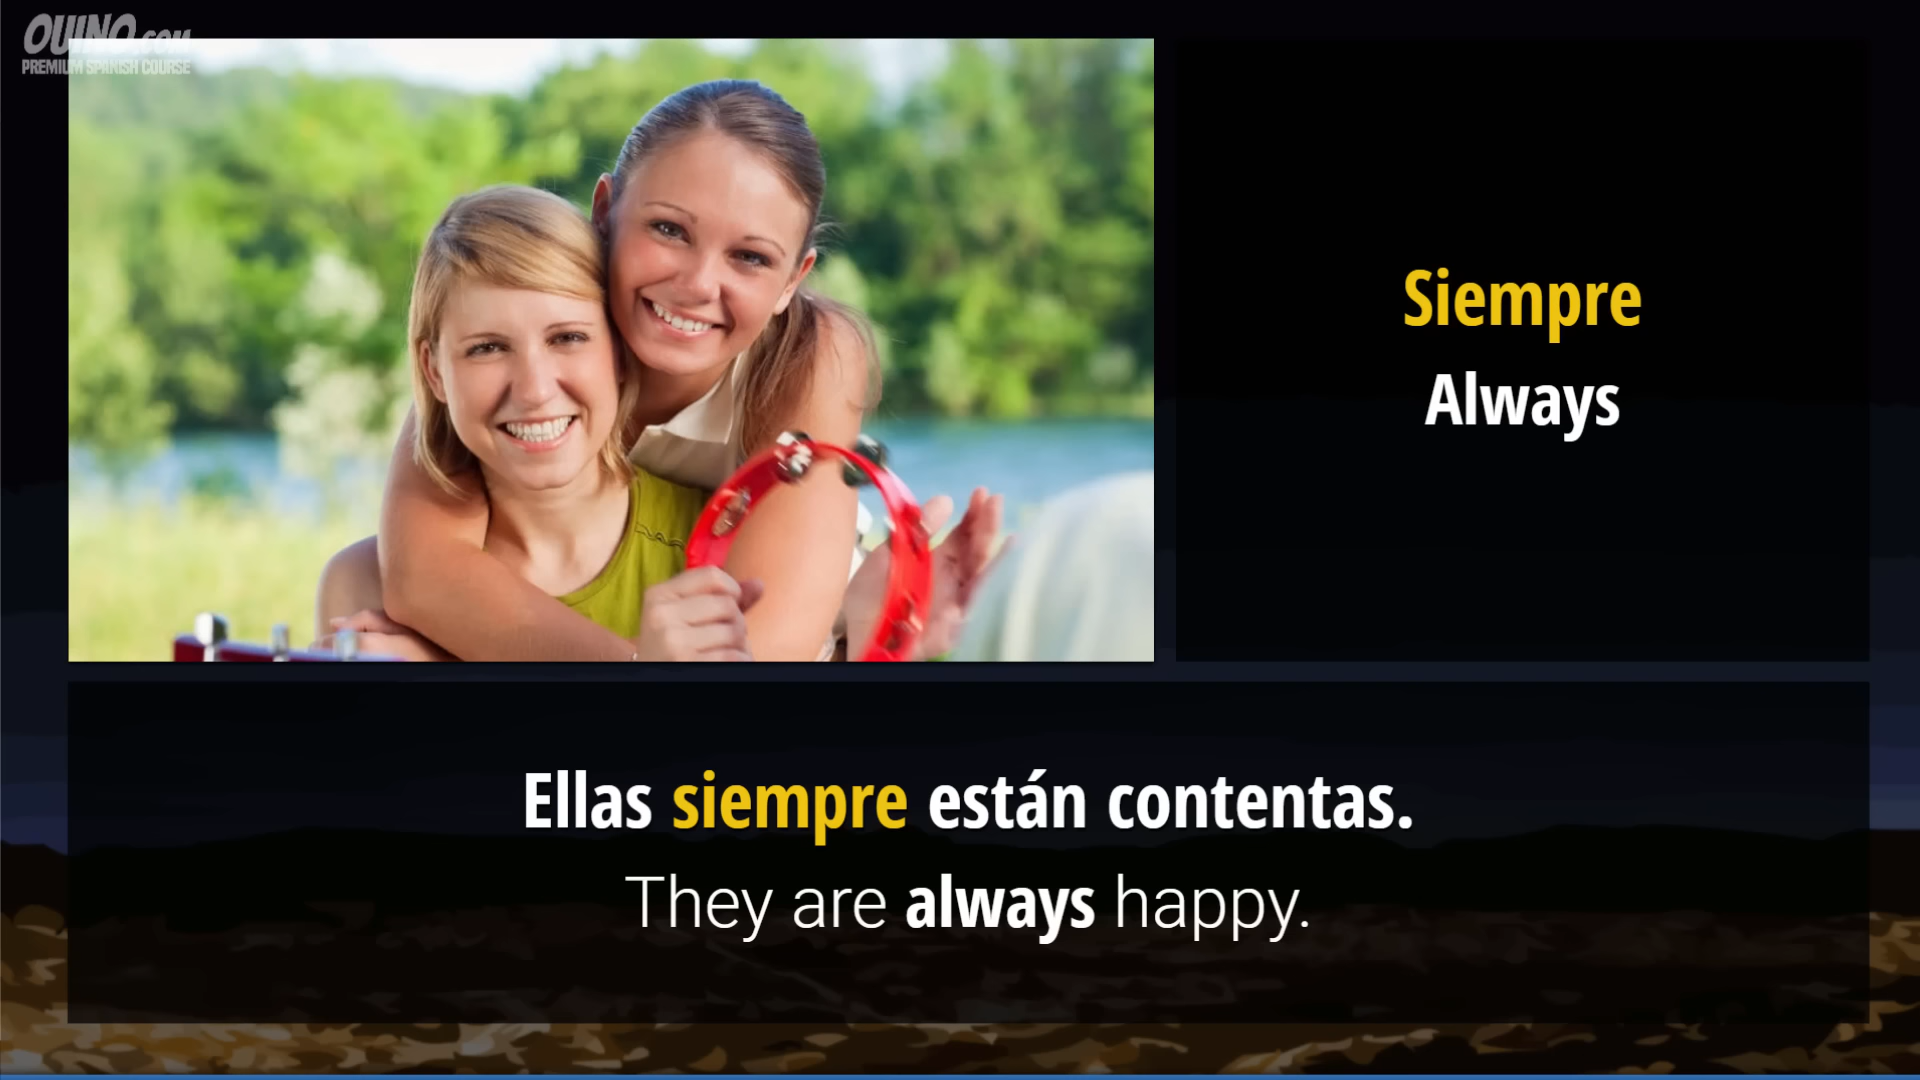 OUINO.COM
PREMIUM SPANISH COURSE
Siempre
Always
Ellas siempre están contentas.
They are always happy.